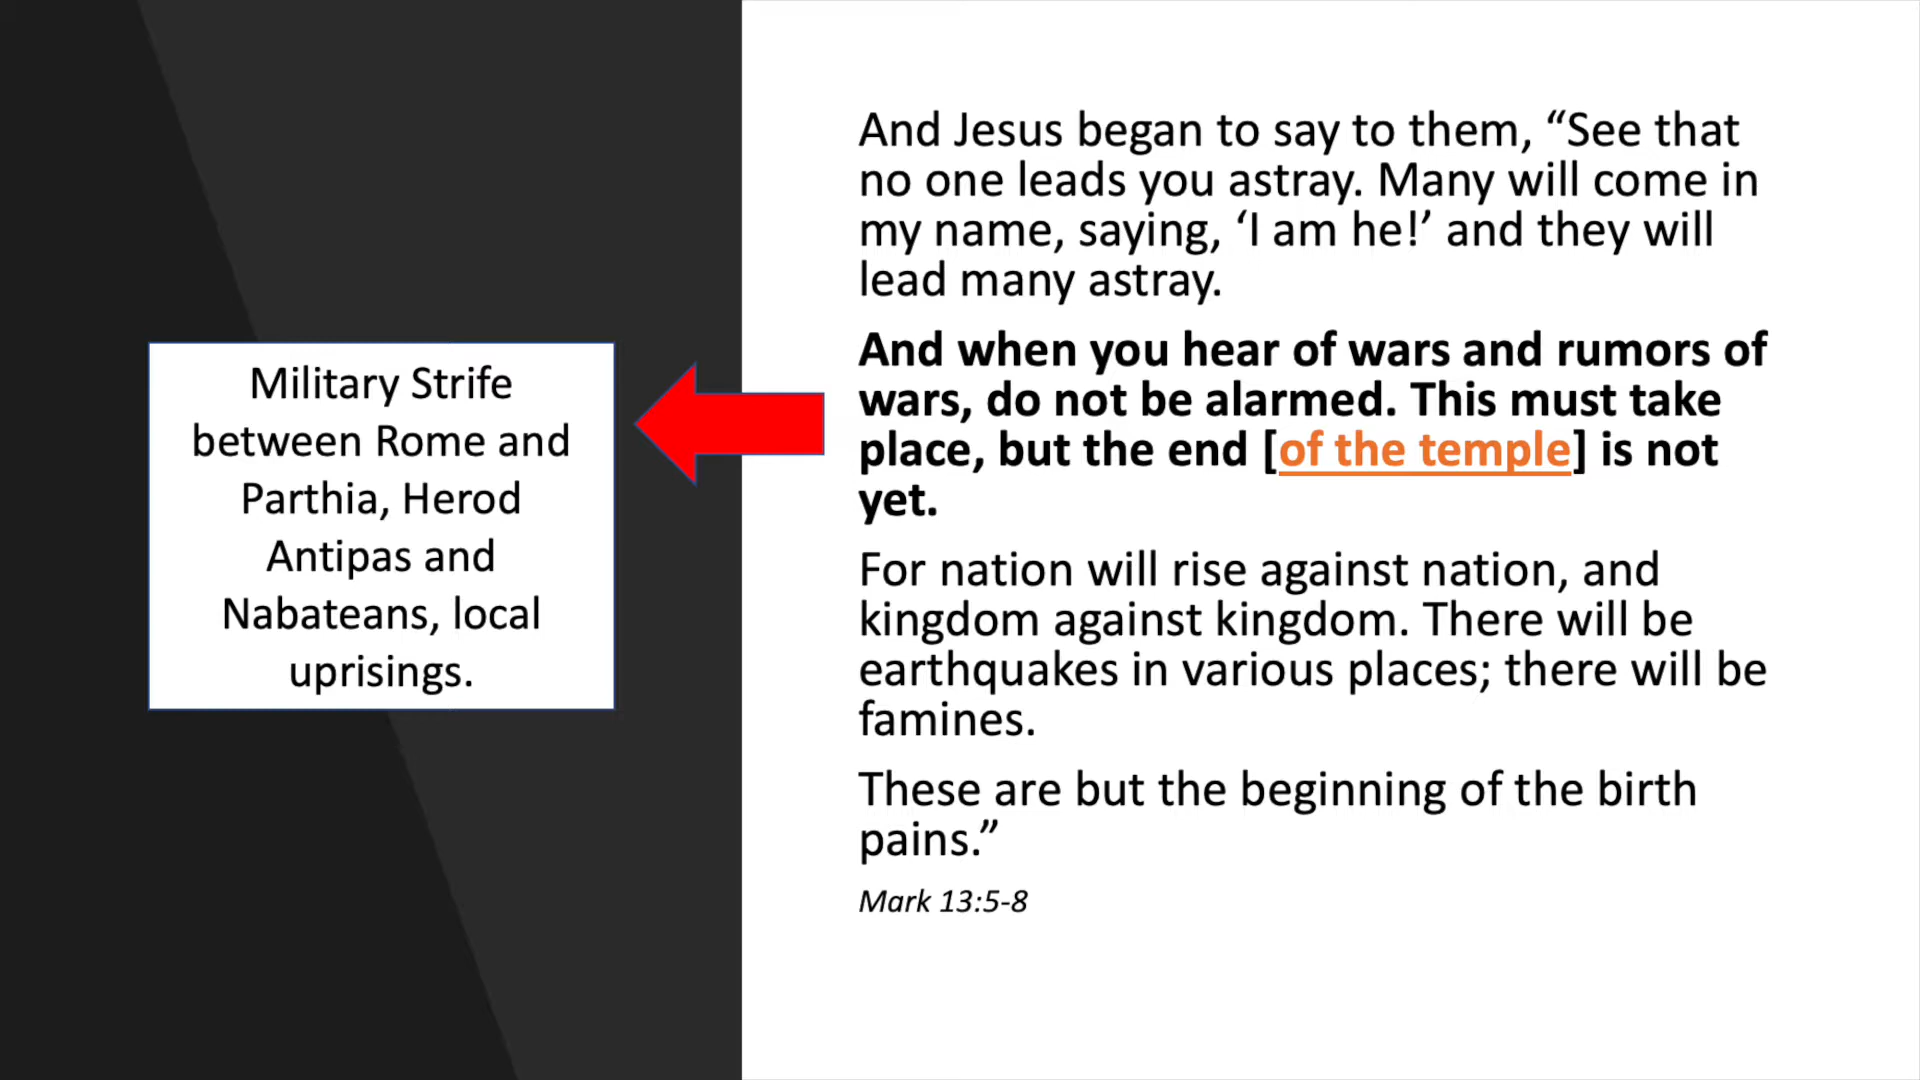 Military Strife
between Rome and
Parthia, Herod
Antipas and
Nabateans, local
uprisings.
And Jesus began to say to them, “See that
no one leads you astray. Many will come in
my name, saying, ‘I am he!’ and they will
lead many astray.
And when you hear of wars and rumors of
wars, do not be alarmed. This must take
place, but the end [of the temple] is not
yet.
For nation will rise against nation, and
kingdom against kingdom. There will be
earthquakes in various places; there will be
famines.
These are but the beginning of the birth
pains.”
Mark 13:5-8